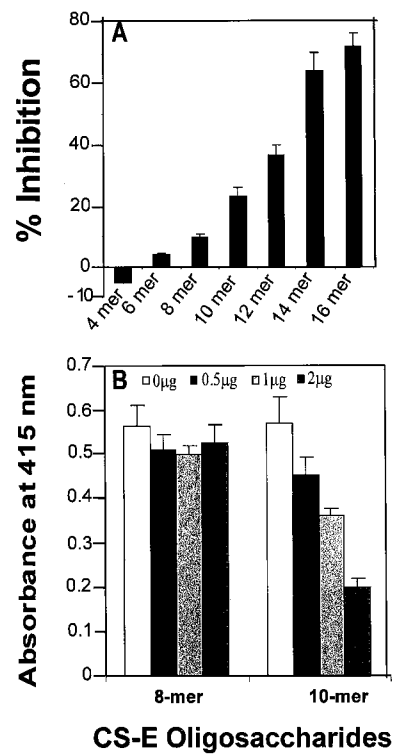 A
% Inhibition
80
60
40
20
0
-10
4 mer
6 mer
8 mer
10 mer
12 mer
14 mer
16 mer
B
0µg 0.5µg 1µg 2µg
Absorbance at 415 nm
0.7
0.6
0.5
0.4
0.3
0.2
0.1
0
8-mer 10-mer
CS-E Oligosaccharides